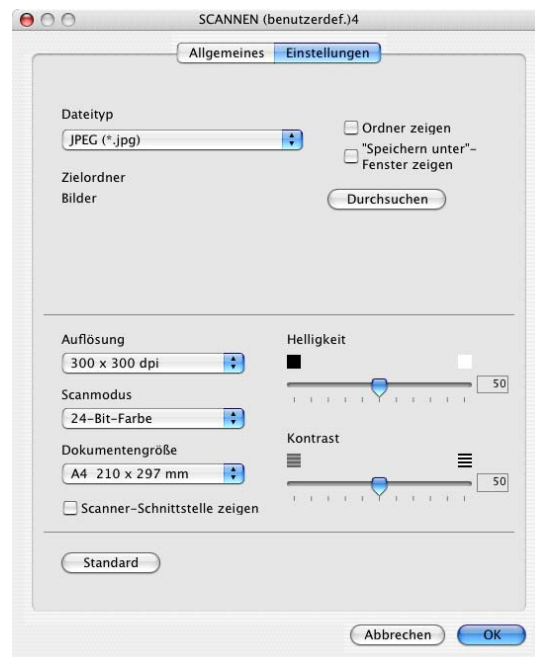 SCANNEN (benutzerdef.)4
Allgemeines Einstellungen
Dateityp
JPEG (*.jpg)
Ordner zeigen
"Speichern unter"-
Fenster zeigen
Zielordner
Bilder
Durchsuchen
Auflösung
300 x 300 dpi
Scanmodus
24-Bit-Farbe
Dokumentengröße
A4 210 x 297 mm
Scanner-Schnittstelle zeigen
Helligkeit
50
Kontrast
50
Standard
Abbrechen OK